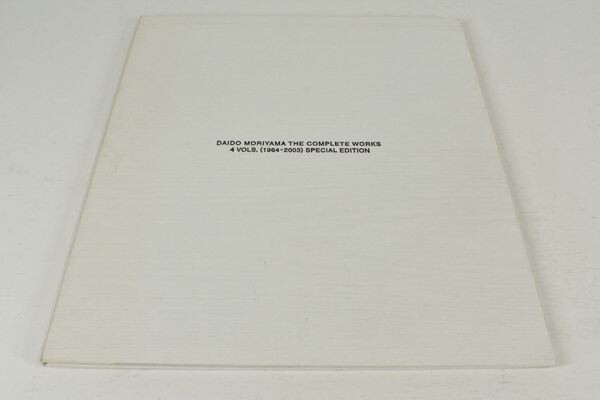 DAIDO MORIYAMA THE COMPLETE WORKS
4 VOLS. (1964-2003) SPECIAL EDITION